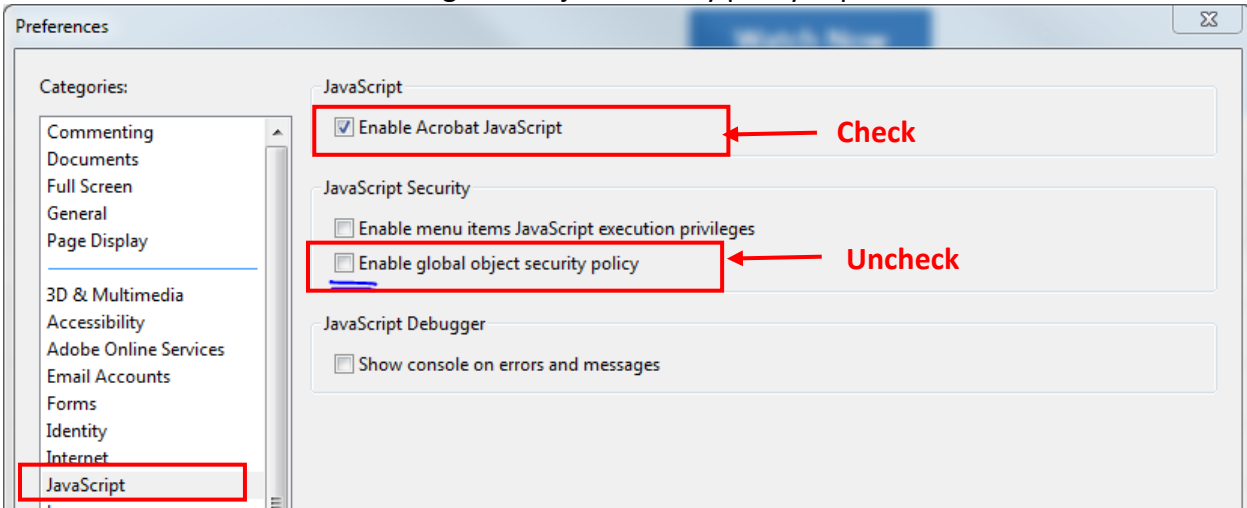 Preferences
Categories:
Commenting
Documents
Full Screen
General
Page Display
3D & Multimedia
Accessibility
Adobe Online Services
Email Accounts
Forms
Identity
Internet
JavaScript
JavaScript
Enable Acrobat JavaScript
Check
JavaScript Security
Enable menu items JavaScript execution privileges
Enable global object security policy
Uncheck
JavaScript Debugger
Show console on errors and messages